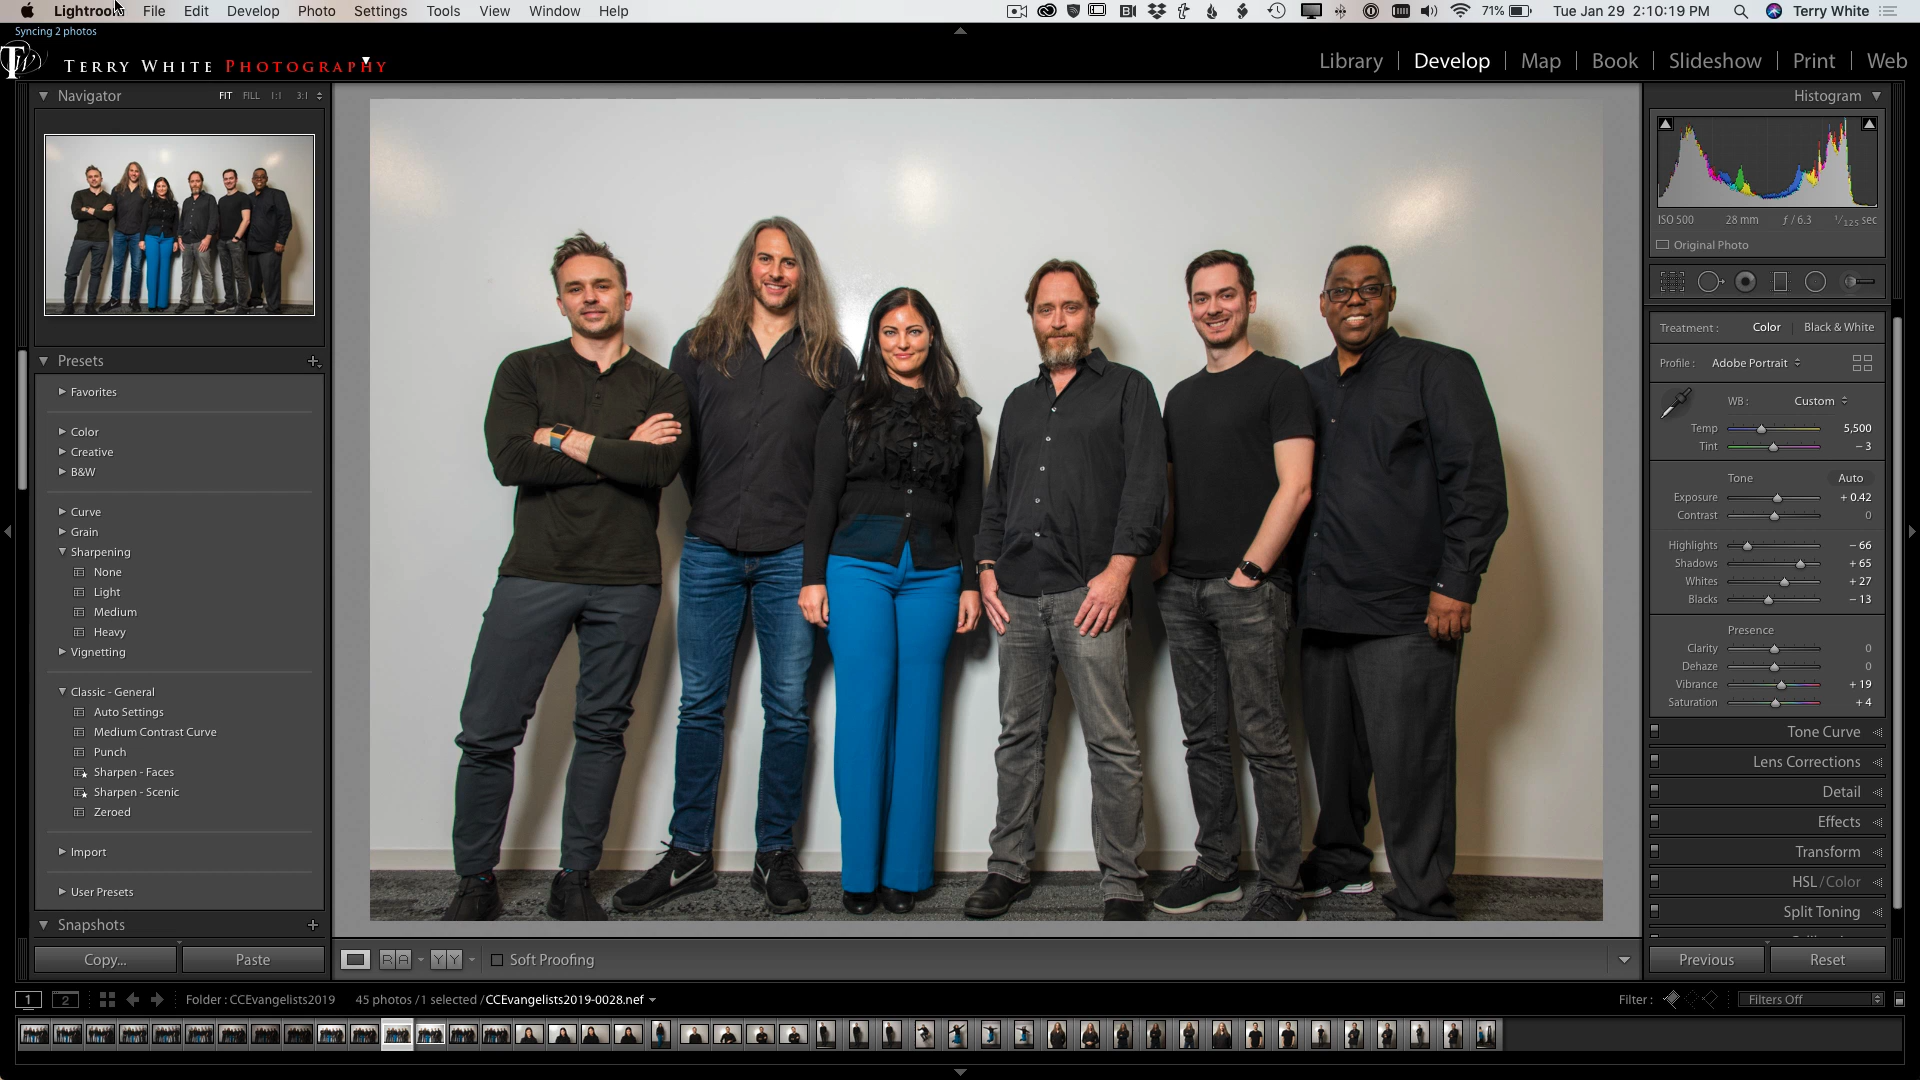 Lightroom File Edit Develop Photo Settings Tools View Window Help 71% Tue Jan 29 2:10:19 PM Terry White
Syncing 2 photos
TW TERRY WHITE PHOTOGRAPHY
Library | Develop | Map | Book | Slideshow | Print | Web
Navigator FIT FILL 1:1 3:1
Presets +
Favorites
Color
Creative
B&W
Curve
Grain
Sharpening
None
Light
Medium
Heavy
Vignetting
Classic - General
Auto Settings
Medium Contrast Curve
Punch
Sharpen - Faces
Sharpen - Scenic
Zeroed
Import
User Presets
Snapshots +
Copy... Paste
R A Y Y Soft Proofing
Histogram
ISO 500 28 mm ƒ / 6.3 1/125 sec
Original Photo
Treatment : Color | Black & White
Profile : Adobe Portrait
WB : Custom
Temp 5,500
Tint – 3
Tone Auto
Exposure + 0.42
Contrast 0
Highlights – 66
Shadows + 65
Whites + 27
Blacks – 13
Presence
Clarity 0
Dehaze 0
Vibrance + 19
Saturation + 4
Tone Curve
Lens Corrections
Detail
Effects
Transform
HSL / Color
Split Toning
Previous Reset
1 2 Folder : CCEvangelists2019 45 photos / 1 selected / CCEvangelists2019-0028.nef Filter : Filters Off